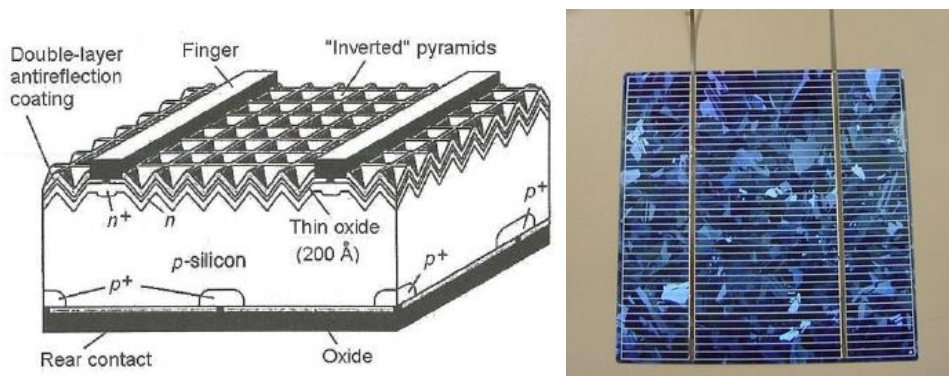 Double-layer
antireflection
coating
Finger
"Inverted" pyramids
n+
n
Thin oxide
(200 Å)
p+
p-silicon
p+
p+
Rear contact
Oxide